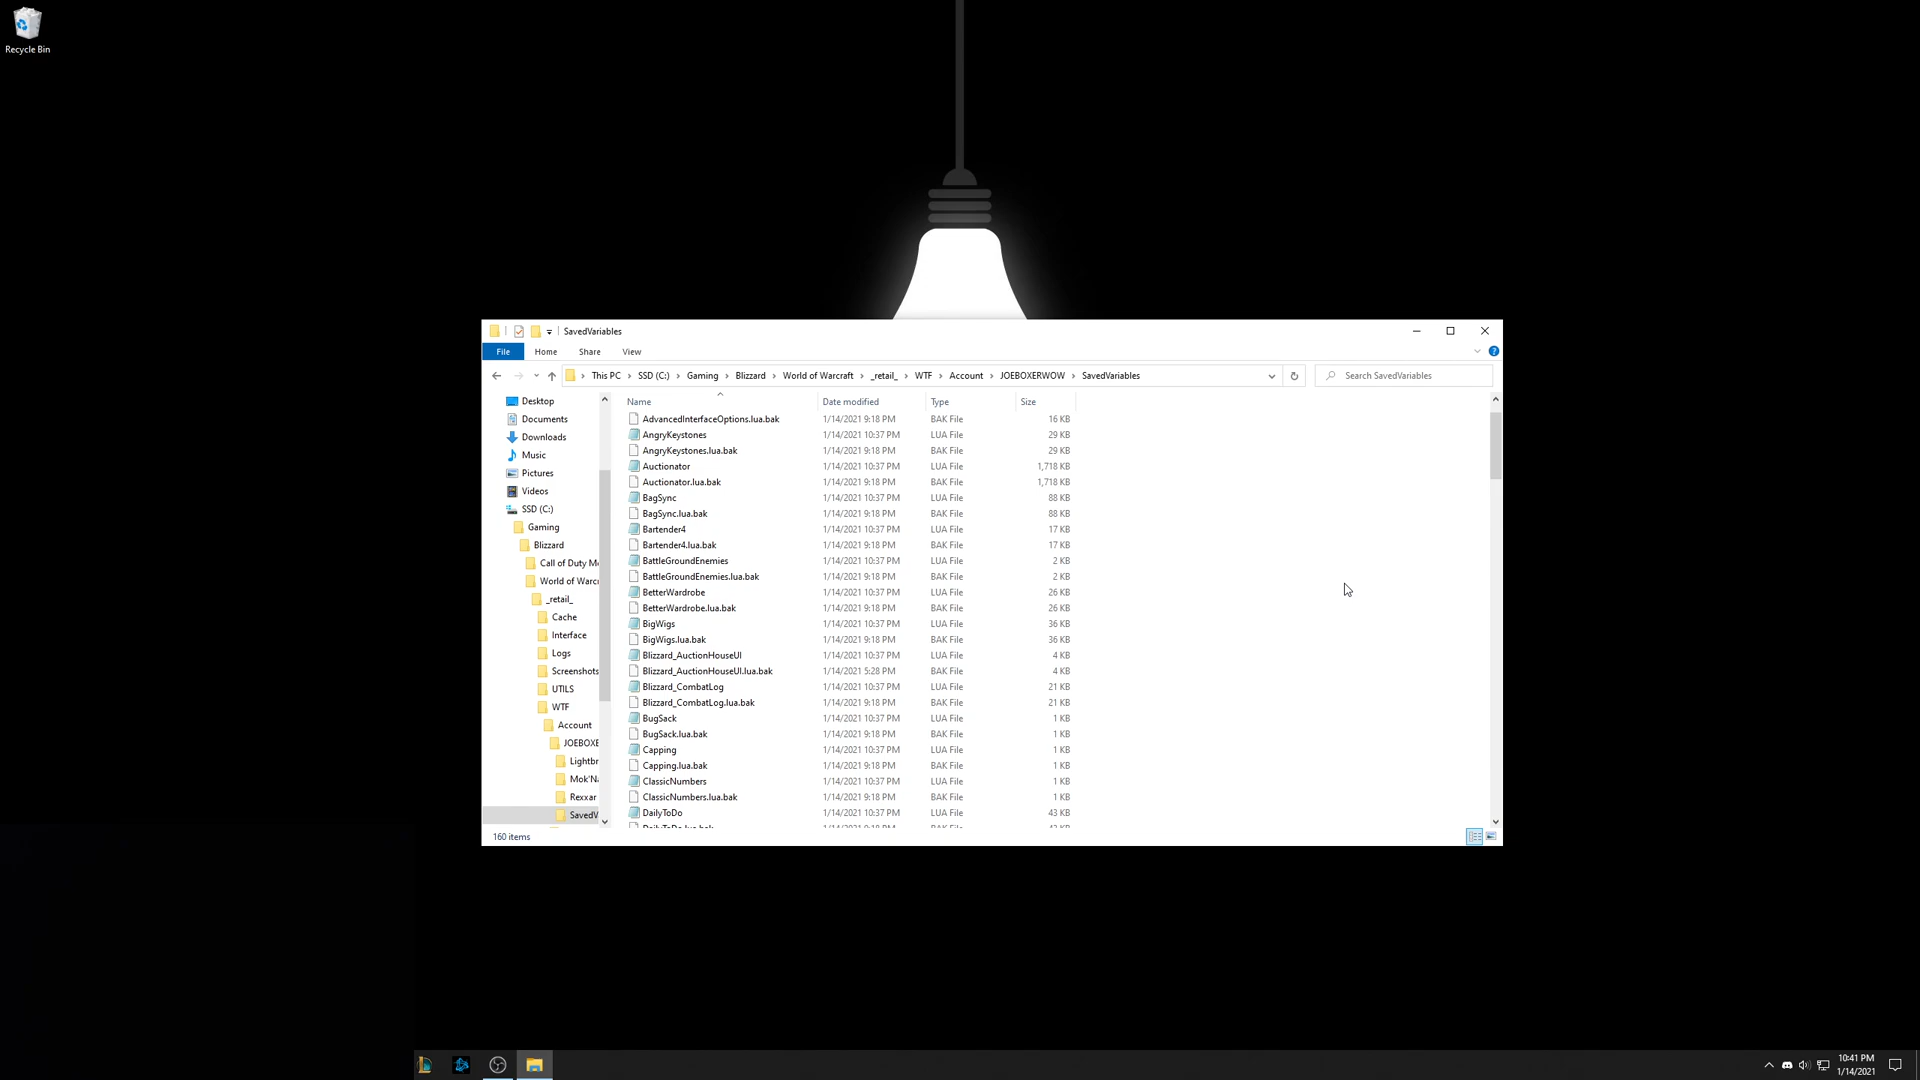 Recycle Bin
SavedVariables
File Home Share View
This PC SSD (C:) Gaming Blizzard World of Warcraft _retail_ WTF Account JOEBOXERWOW SavedVariables
Search SavedVariables
Desktop
Documents
Downloads
Music
Pictures
Videos
SSD (C:)
Gaming
Blizzard
Call of Duty M
World of Warc
_retail_
Cache
Interface
Logs
Screenshots
UTILS
WTF
Account
JOEBOXE
Lightbr
Mok'N
Rexxar
SavedV
Name Date modified Type Size
AdvancedInterfaceOptions.lua.bak 1/14/2021 9:18 PM BAK File 16 KB
AngryKeystones 1/14/2021 10:37 PM LUA File 29 KB
AngryKeystones.lua.bak 1/14/2021 9:18 PM BAK File 29 KB
Auctionator 1/14/2021 10:37 PM LUA File 1,718 KB
Auctionator.lua.bak 1/14/2021 9:18 PM BAK File 1,718 KB
BagSync 1/14/2021 10:37 PM LUA File 88 KB
BagSync.lua.bak 1/14/2021 9:18 PM BAK File 88 KB
Bartender4 1/14/2021 10:37 PM LUA File 17 KB
Bartender4.lua.bak 1/14/2021 9:18 PM BAK File 17 KB
BattleGroundEnemies 1/14/2021 10:37 PM LUA File 2 KB
BattleGroundEnemies.lua.bak 1/14/2021 9:18 PM BAK File 2 KB
BetterWardrobe 1/14/2021 10:37 PM LUA File 26 KB
BetterWardrobe.lua.bak 1/14/2021 9:18 PM BAK File 26 KB
BigWigs 1/14/2021 10:37 PM LUA File 36 KB
BigWigs.lua.bak 1/14/2021 9:18 PM BAK File 36 KB
Blizzard_AuctionHouseUI 1/14/2021 10:37 PM LUA File 4 KB
Blizzard_AuctionHouseUI.lua.bak 1/14/2021 5:28 PM BAK File 4 KB
Blizzard_CombatLog 1/14/2021 10:37 PM LUA File 21 KB
Blizzard_CombatLog.lua.bak 1/14/2021 9:18 PM BAK File 21 KB
BugSack 1/14/2021 10:37 PM LUA File 1 KB
BugSack.lua.bak 1/14/2021 9:18 PM BAK File 1 KB
Capping 1/14/2021 10:37 PM LUA File 1 KB
Capping.lua.bak 1/14/2021 9:18 PM BAK File 1 KB
ClassicNumbers 1/14/2021 10:37 PM LUA File 1 KB
ClassicNumbers.lua.bak 1/14/2021 9:18 PM BAK File 1 KB
DailyToDo 1/14/2021 10:37 PM LUA File 43 KB
160 items
10:41 PM
1/14/2021